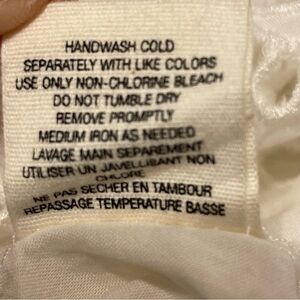 HANDWASH COLD
SEPARATELY WITH LIKE COLORS
USE ONLY NON-CHLORINE BLEACH
DO NOT TUMBLE DRY
REMOVE PROMPTLY
MEDIUM IRON AS NEEDED
LAVAGE MAIN SEPAREMENT
UTILISER UN JAVELLIBANT NON
CHLORE
NE PAS SECHER EN TAMBOUR
REPASSAGE TEMPERATURE BASSE